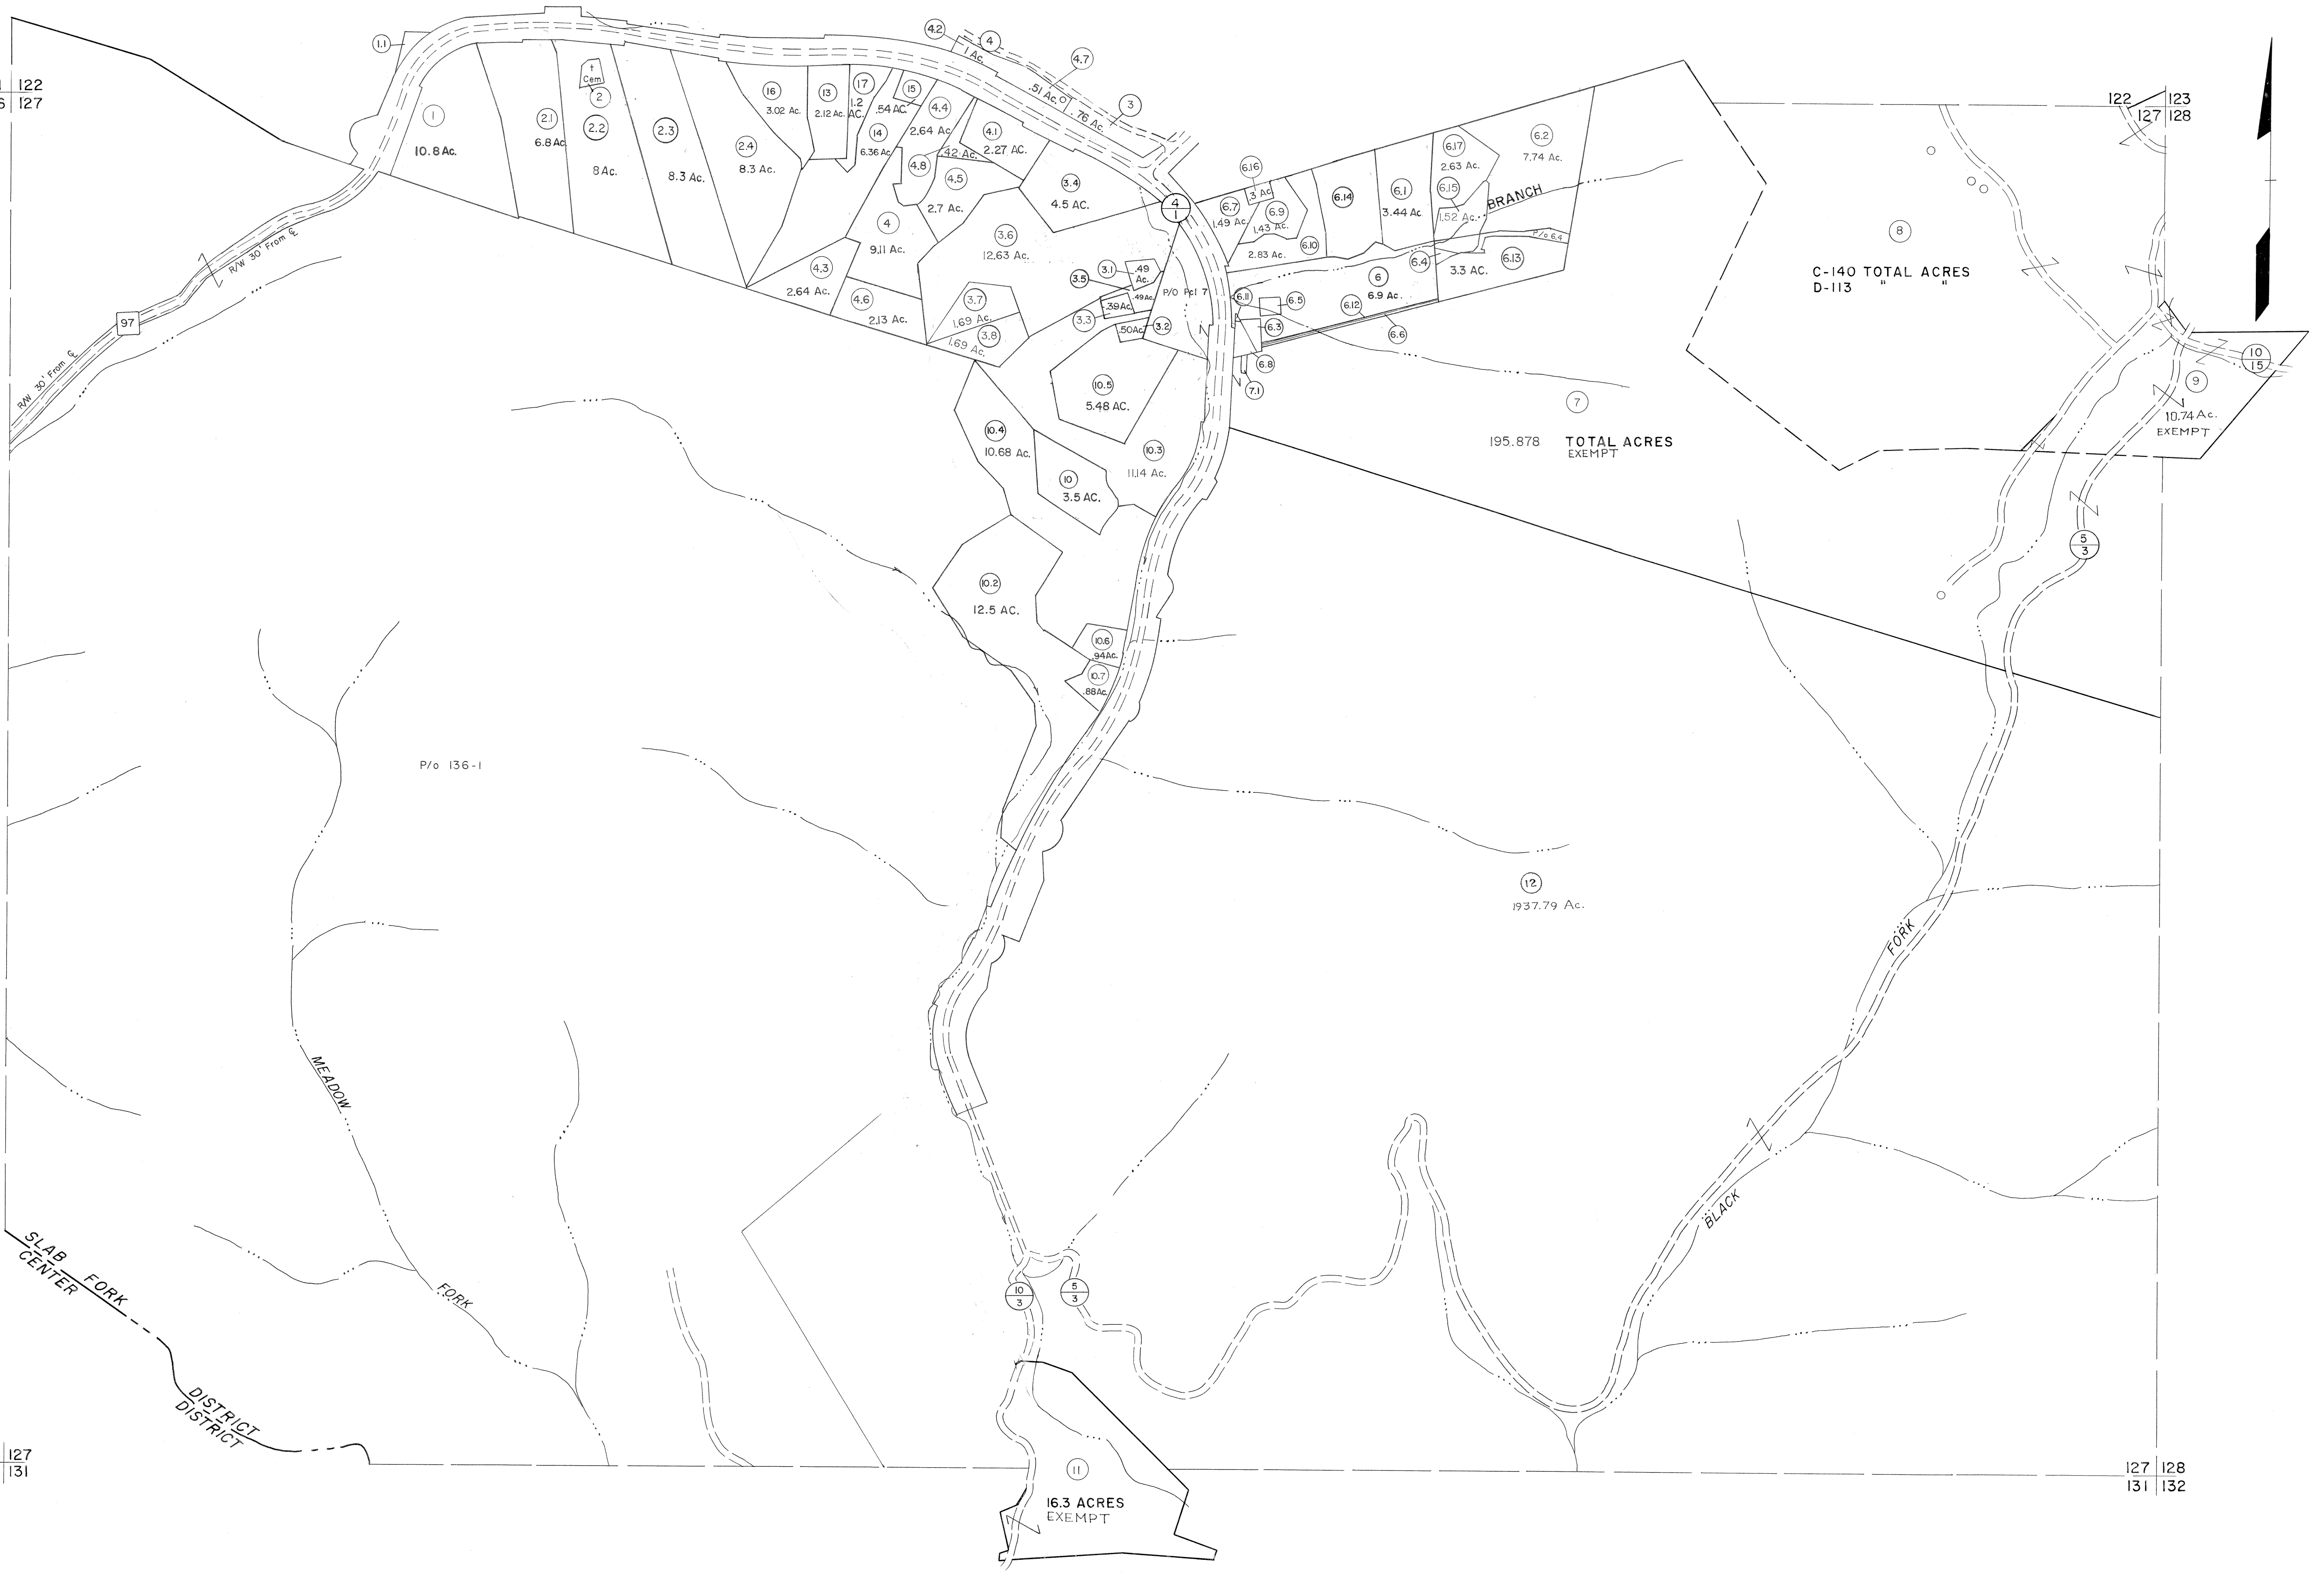 122
127
1.1
1
10.8 Ac.
2.1
6.8 Ac.
†
Cem
2
2.2
8 Ac.
2.3
8.3 Ac.
2.4
8.3 Ac.
16
3.02 Ac.
13
2.12 Ac.
17
1.2
AC.
14
6.36 Ac
15
.54 AC.
4.4
2.64 Ac
4.2
1 Ac.
4
4.7
.51 Ac.
3
.76 Ac.
4.1
2.27 AC.
.42 Ac.
4.8
4.5
2.7 Ac.
4
9.11 Ac.
4.3
2.64 Ac.
4.6
2.13 Ac.
3.4
4.5 AC.
3.6
12.63 Ac.
3.7
1.69 Ac.
3.8
1.69 Ac.
3.1
.49
Ac.
3.5
.49Ac.
.39Ac.
3.3
.50Ac.
3.2
P/O Pcl 7
4
1
6.16
.3 Ac
6.7
1.49 Ac.
6.9
1.43 Ac.
6.10
2.83 Ac.
6.14
6.1
3.44 Ac.
6.17
2.63 Ac.
6.15
1.52 Ac.
6.2
7.74 Ac.
BRANCH
P/o 6.4
6.4
3.3 AC.
6.13
6
6.9 Ac.
6.11
6.5
6.12
6.3
6.6
6.8
7.1
122
123
127
128
8
C-140 TOTAL ACRES
D-113 " "
10
15
9
10.74 Ac.
EXEMPT
97
R/W 30' From ℄
R/W 30' From ℄
10.5
5.48 AC.
10.4
10.68 Ac.
10.3
11.14 Ac.
10
3.5 AC.
7
195.878 TOTAL ACRES
EXEMPT
5
3
10.2
12.5 AC.
10.6
.94Ac.
10.7
.88Ac.
P/o 136-1
12
1937.79 Ac.
FORK
BLACK
MEADOW
FORK
SLAB FORK
CENTER
DISTRICT
DISTRICT
10
3
5
3
11
16.3 ACRES
EXEMPT
127
131
127
128
131
132